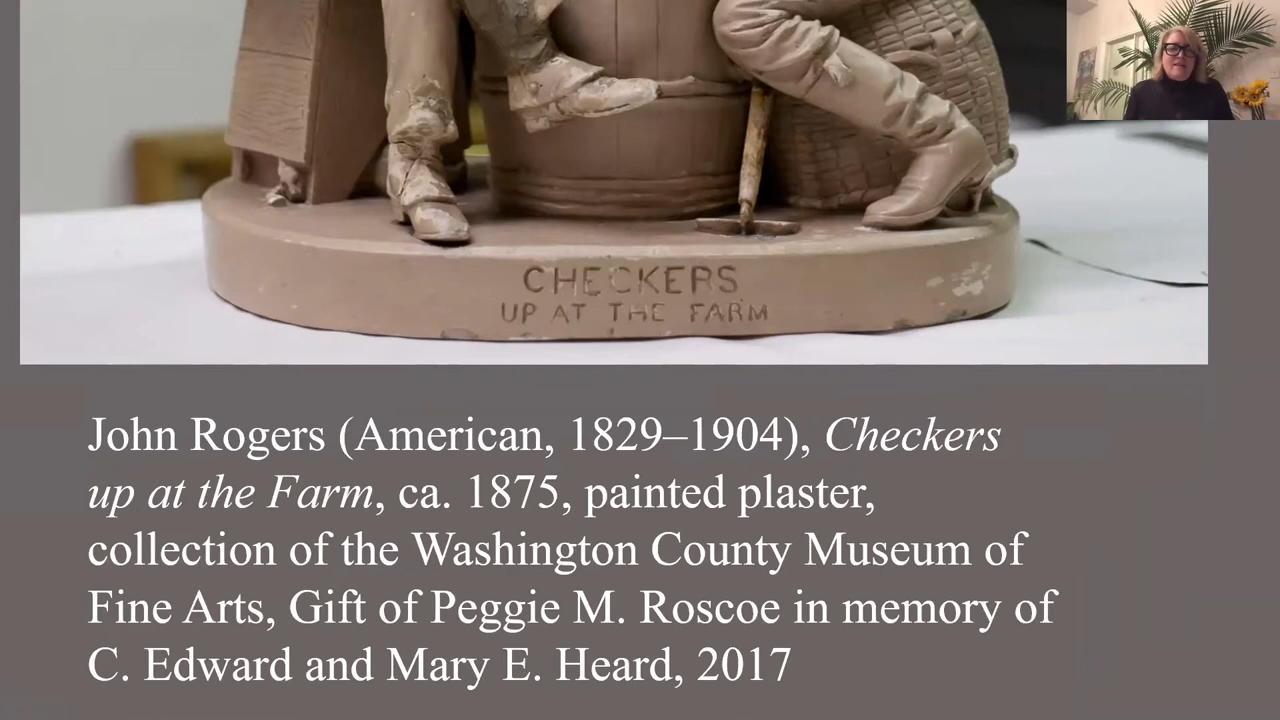 CHECKERS
UP AT THE FARM
John Rogers (American, 1829–1904), Checkers
up at the Farm, ca. 1875, painted plaster,
collection of the Washington County Museum of
Fine Arts, Gift of Peggie M. Roscoe in memory of
C. Edward and Mary E. Heard, 2017